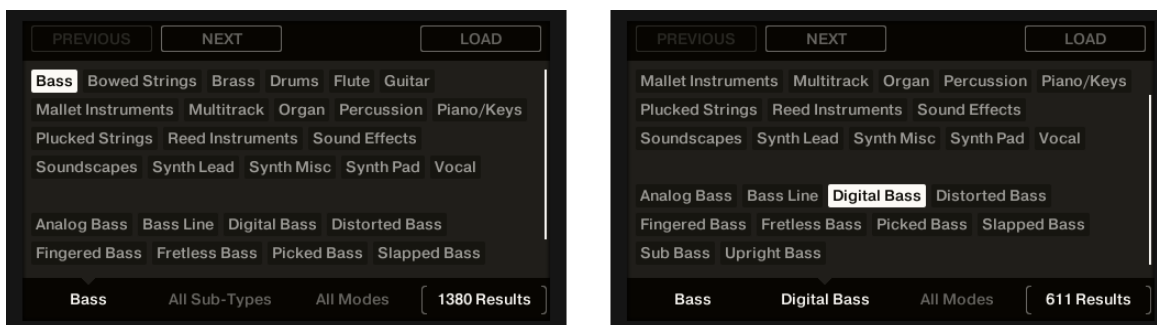 PREVIOUS NEXT LOAD
Bass Bowed Strings Brass Drums Flute Guitar
Mallet Instruments Multitrack Organ Percussion Piano/Keys
Plucked Strings Reed Instruments Sound Effects
Soundscapes Synth Lead Synth Misc Synth Pad Vocal
Analog Bass Bass Line Digital Bass Distorted Bass
Fingered Bass Fretless Bass Picked Bass Slapped Bass
Bass All Sub-Types All Modes 1380 Results
PREVIOUS NEXT LOAD
Mallet Instruments Multitrack Organ Percussion Piano/Keys
Plucked Strings Reed Instruments Sound Effects
Soundscapes Synth Lead Synth Misc Synth Pad Vocal
Analog Bass Bass Line Digital Bass Distorted Bass
Fingered Bass Fretless Bass Picked Bass Slapped Bass
Sub Bass Upright Bass
Bass Digital Bass All Modes 611 Results